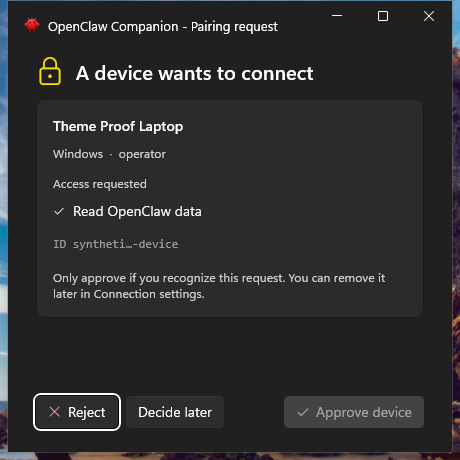 OpenClaw Companion - Pairing request
A device wants to connect
Theme Proof Laptop
Windows · operator
Access requested
Read OpenClaw data
ID syntheti…-device
Only approve if you recognize this request. You can remove it
later in Connection settings.
Reject
Decide later
Approve device